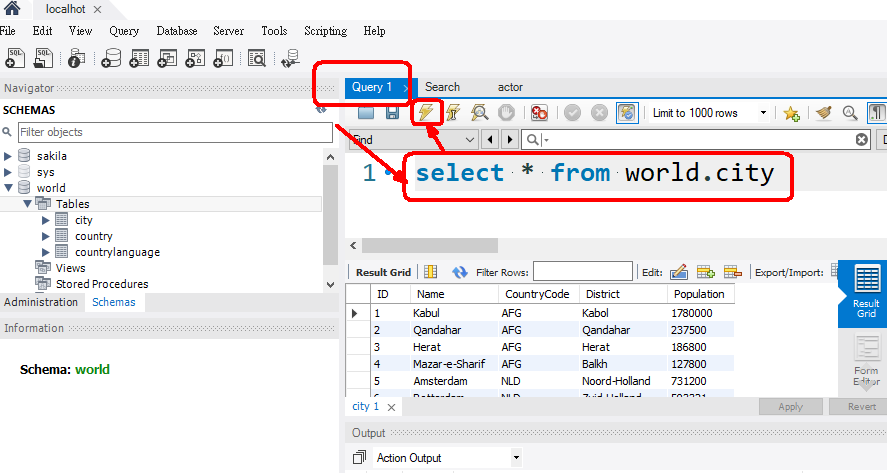 localhot
File Edit View Query Database Server Tools Scripting Help
Navigator
SCHEMAS
Filter objects
sakila
sys
world
Tables
city
country
countrylanguage
Views
Stored Procedures
Administration Schemas
Information
Schema: world
Query 1 Search actor
Limit to 1000 rows
Find
1 select * from world.city
Result Grid Filter Rows: Edit: Export/Import:
ID Name CountryCode District Population
1 Kabul AFG Kabol 1780000
2 Qandahar AFG Qandahar 237500
3 Herat AFG Herat 186800
4 Mazar-e-Sharif AFG Balkh 127800
5 Amsterdam NLD Noord-Holland 731200
Result
Grid
Form
Editor
city 1 Apply Revert
Output
Action Output